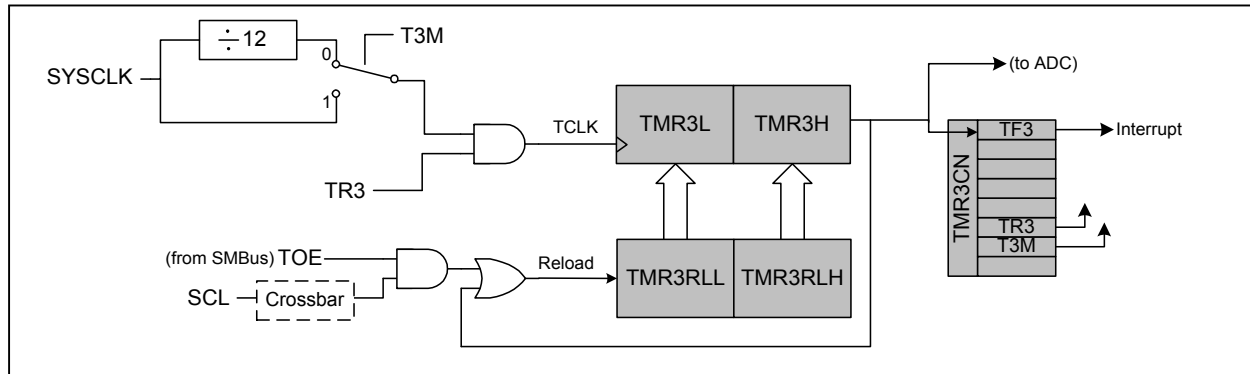 ÷12
0
T3M
SYSCLK
1
(to ADC)
TCLK
TMR3L
TMR3H
TF3
Interrupt
TR3
TMR3CN
TR3
T3M
(from SMBus) TOE
Reload
TMR3RLL
TMR3RLH
SCL
Crossbar